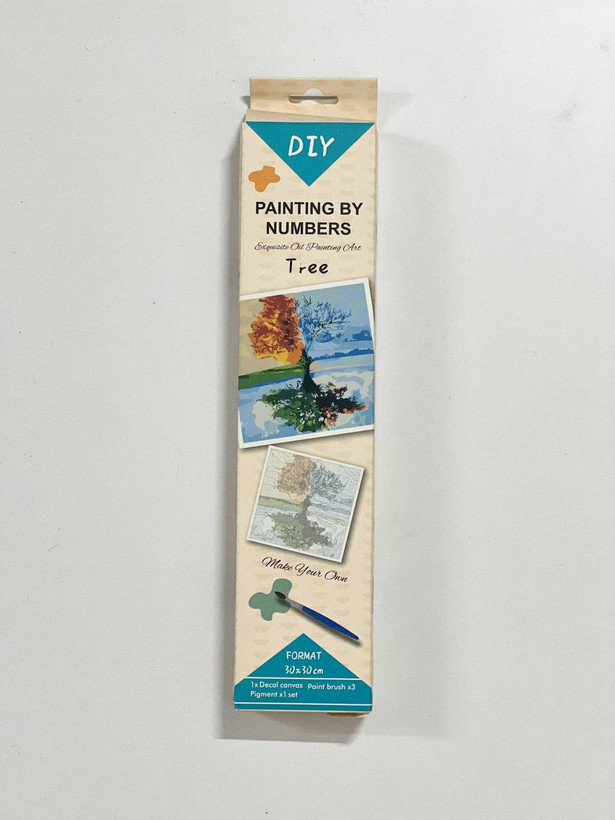 DIY
PAINTING BY
NUMBERS
Exquisite Oil Painting Art
Tree
Make Your Own
FORMAT
30x30cm
1x Decal canvas Paint brush x3
Pigment x1 set